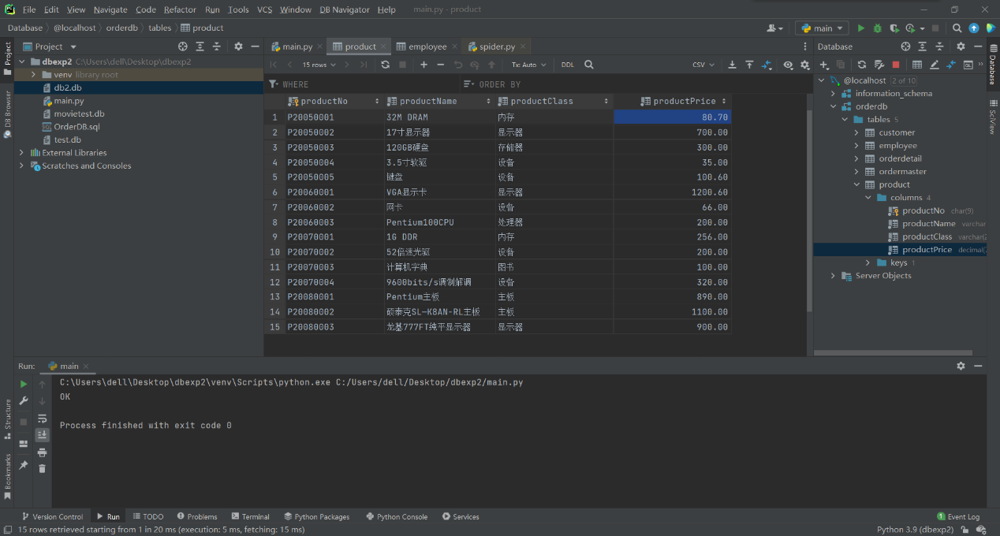 File Edit View Navigate Code Refactor Run Tools VCS Window DB Navigator Help main.py - product
Database @localhost orderdb tables product main
Project main.py product employee spider.py Database
dbexp2 C:\Users\dell\Desktop\dbexp2
venv library root
db2.db
main.py
movietest.db
OrderDB.sql
test.db
External Libraries
Scratches and Consoles
15 rows Tx: Auto DDL CSV
WHERE ORDER BY
productNo productName productClass productPrice
1 P20050001 32M DRAM 内存 80.70
2 P20050002 17寸显示器 显示器 700.00
3 P20050003 120GB硬盘 存储器 300.00
4 P20050004 3.5寸软驱 设备 35.00
5 P20050005 键盘 设备 100.60
6 P20060001 VGA显示卡 显示器 1200.60
7 P20060002 网卡 设备 66.00
8 P20060003 Pentium100CPU 处理器 200.00
9 P20070001 1G DDR 内存 256.00
10 P20070002 52倍速光驱 设备 200.00
11 P20070003 计算机字典 图书 100.00
12 P20070004 9600bits/s调制解调 设备 320.00
13 P20080001 Pentium主板 主板 890.00
14 P20080002 硕泰克SL-K8AN-RL主板 主板 1100.00
15 P20080003 龙基777FT纯平显示器 显示器 900.00
@localhost 2 of 10
information_schema
orderdb
tables 5
customer
employee
orderdetail
ordermaster
product
columns 4
productNo char(9)
productName varchar
productClass varchar(2
productPrice decimal(7
keys 1
Server Objects
Project
DB Browser
Structure
Bookmarks
Database
SciView
Run: main
C:\Users\dell\Desktop\dbexp2\venv\Scripts\python.exe C:/Users/dell/Desktop/dbexp2/main.py
OK
Process finished with exit code 0
Version Control Run TODO Problems Terminal Python Packages Python Console Services 1 Event Log
15 rows retrieved starting from 1 in 20 ms (execution: 5 ms, fetching: 15 ms) Python 3.9 (dbexp2)